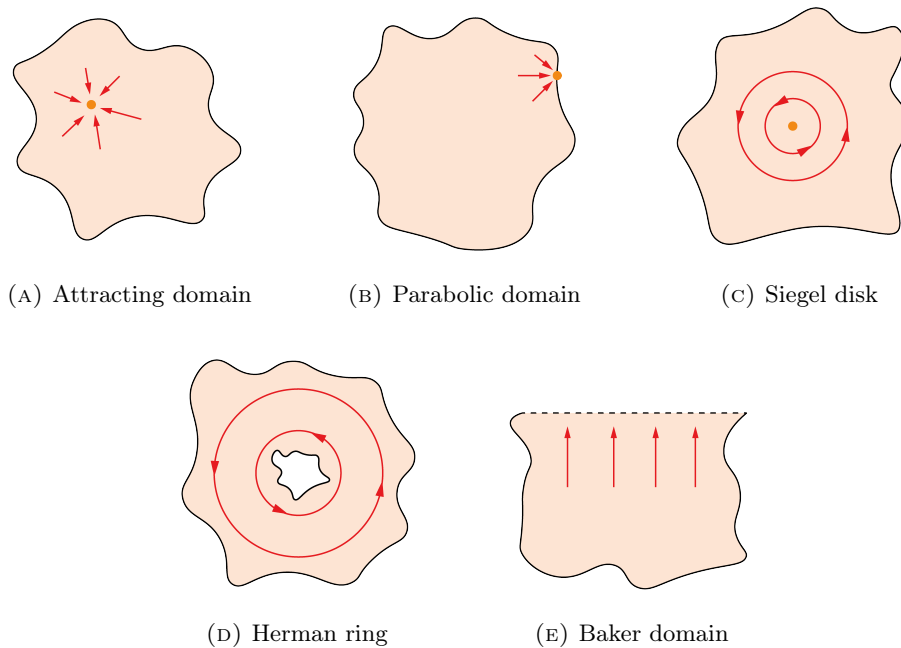 (A) Attracting domain
(B) Parabolic domain
(C) Siegel disk
(D) Herman ring
(E) Baker domain